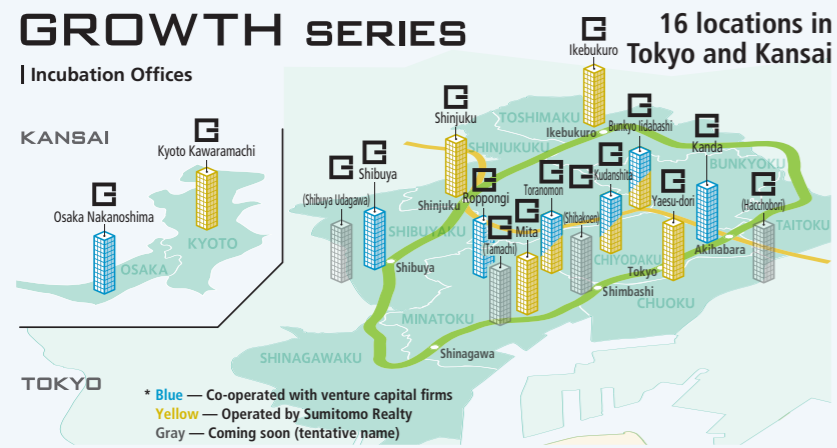 GROWTH SERIES
16 locations in
Tokyo and Kansai
Incubation Offices
KANSAI
Kyoto Kawaramachi
Osaka Nakanoshima
KYOTO
OSAKA
Ikebukuro
TOSHIMAKU
Ikebukuro
Shinjuku
SHINJUKUKU
Bunkyo Iidabashi
Kanda
BUNKYOKU
Shibuya
(Shibuya Udagawa)
Roppongi
Toranomon
Kudanshita
Yaesu-dori
(Hacchobori)
Shinjuku
(Shibakoen)
Mita
(Tamachi)
SHIBUYAKU
TAITOKU
CHIYODAKU
Akihabara
Shibuya
Tokyo
Shimbashi
CHUOKU
MINATOKU
Shinagawa
SHINAGAWAKU
TOKYO
* Blue — Co-operated with venture capital firms
Yellow — Operated by Sumitomo Realty
Gray — Coming soon (tentative name)